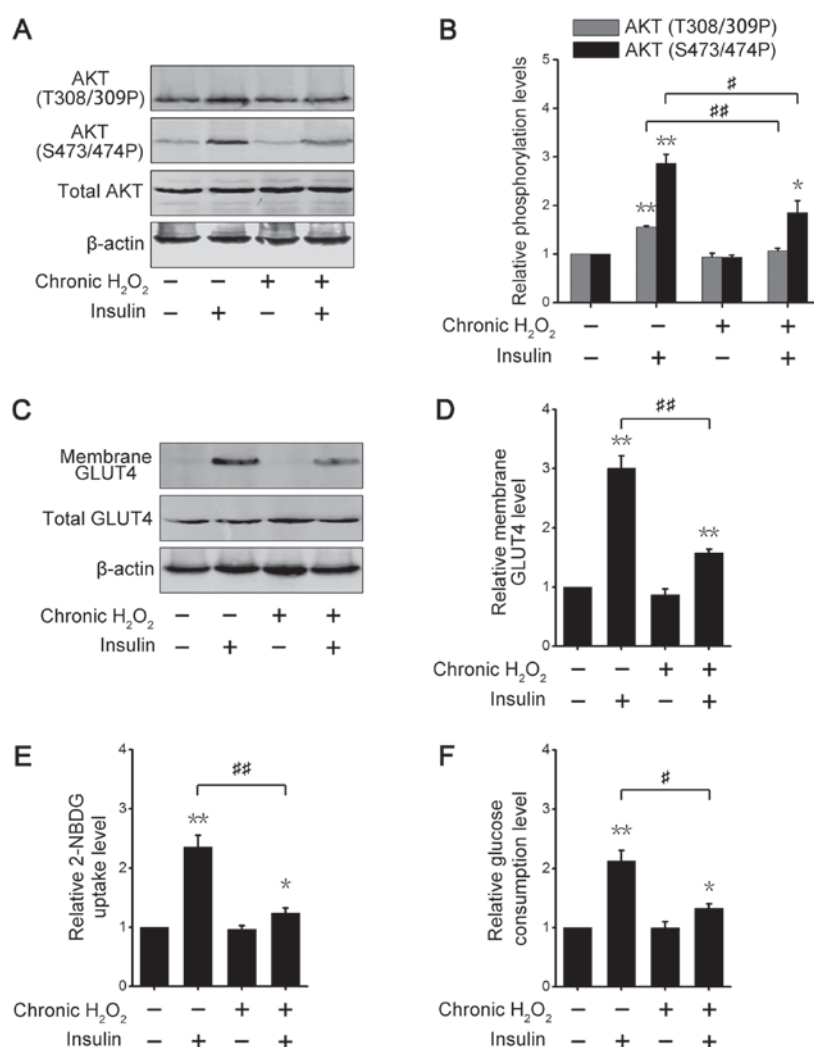 A
AKT
(T308/309P)
AKT
(S473/474P)
Total AKT
β-actin
Chronic H₂O₂ − − + +
Insulin − + − +
B
AKT (T308/309P)
AKT (S473/474P)
Relative phosphorylation levels
5
4
3
2
1
0
** ** *
♯
♯♯
Chronic H₂O₂ − − + +
Insulin − + − +
C
Membrane
GLUT4
Total GLUT4
β-actin
Chronic H₂O₂ − − + +
Insulin − + − +
D
Relative membrane
GLUT4 level
4
3
2
1
0
♯♯
** **
Chronic H₂O₂ − − + +
Insulin − + − +
E
Relative 2-NBDG
uptake level
4
3
2
1
0
♯♯
** *
Chronic H₂O₂ − − + +
Insulin − + − +
F
Relative glucose
consumption level
4
3
2
1
0
♯
** *
Chronic H₂O₂ − − + +
Insulin − + − +